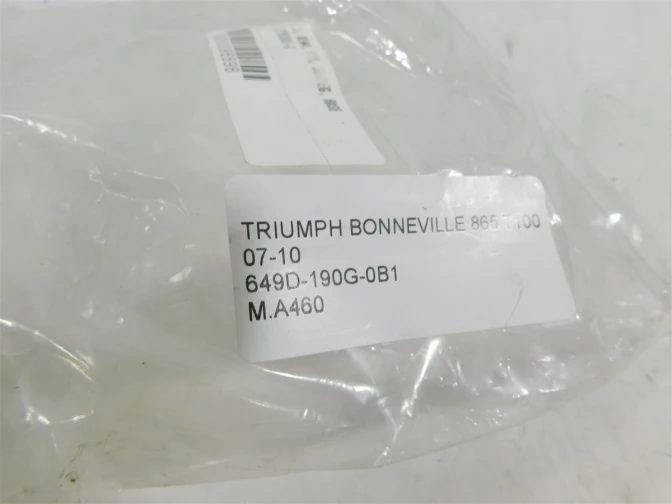 TRIUMPH BONNEVILLE 865 T100
07-10
649D-190G-0B1
M.A460